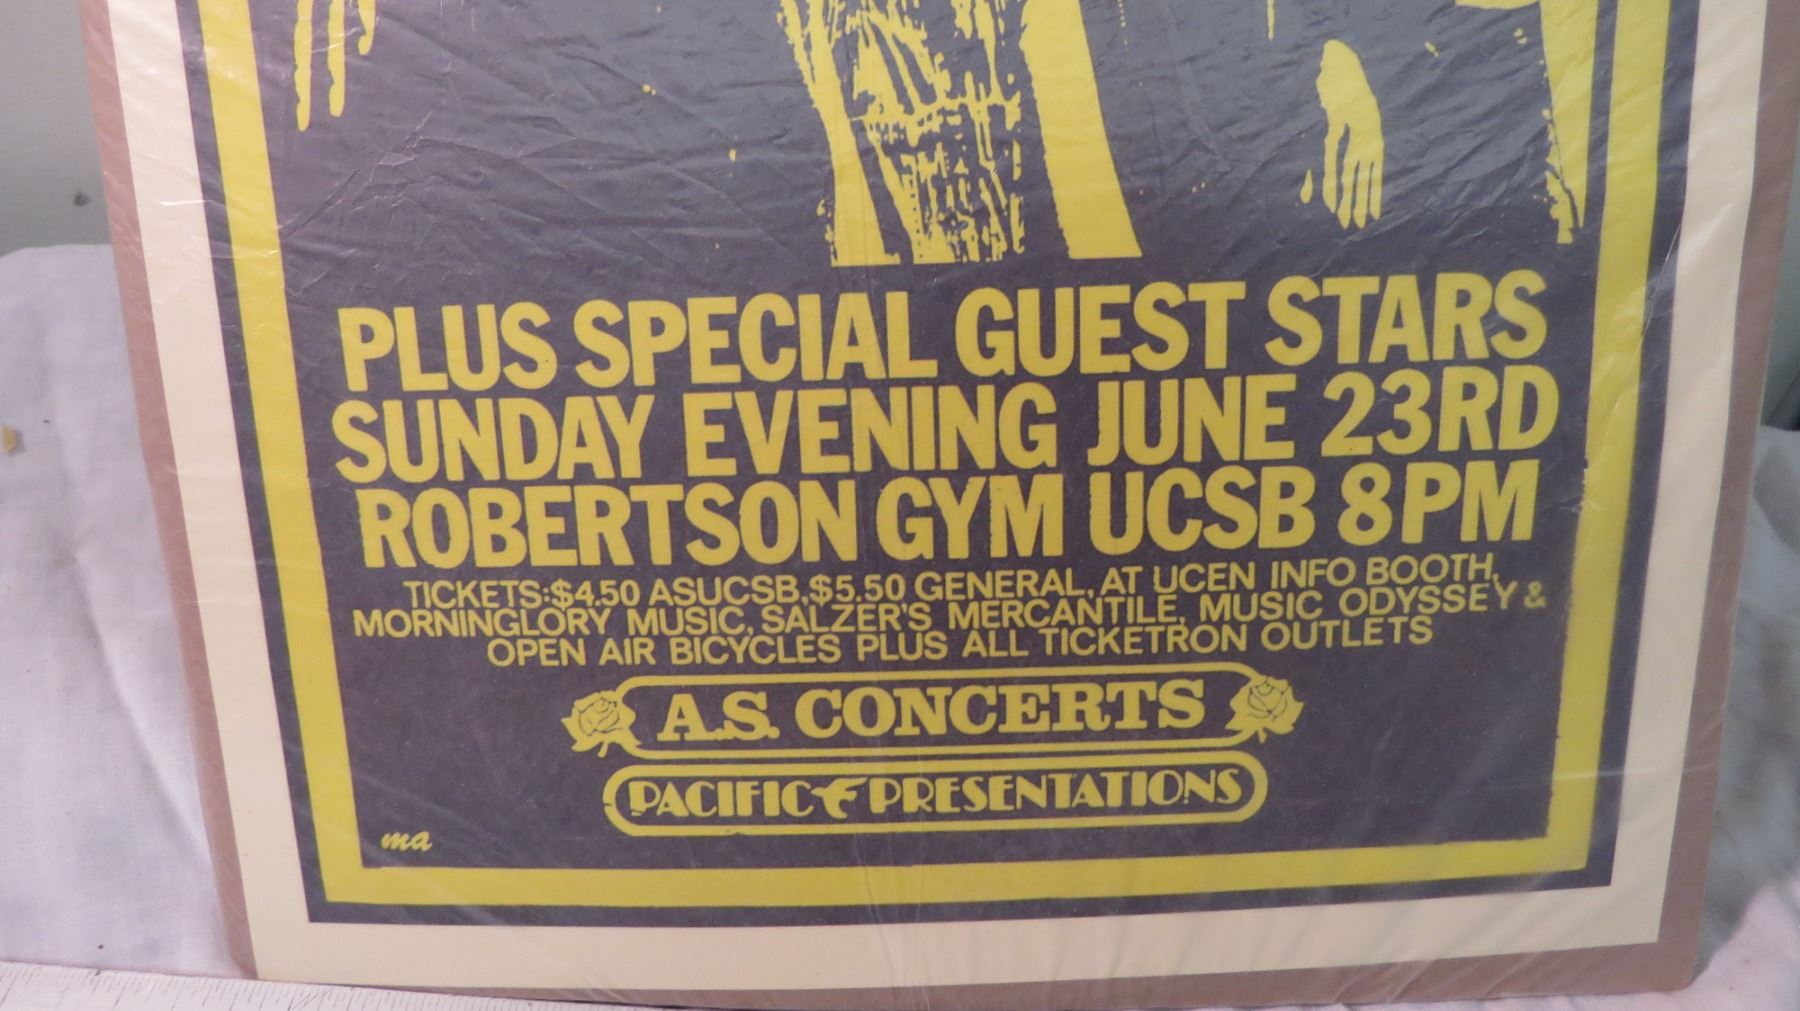 PLUS SPECIAL GUEST STARS
SUNDAY EVENING JUNE 23RD
ROBERTSON GYM UCSB 8PM
TICKETS:$4.50 ASUCSB,$5.50 GENERAL, AT UCEN INFO BOOTH,
MORNINGLORY MUSIC, SALZER'S MERCANTILE, MUSIC ODYSSEY &
OPEN AIR BICYCLES PLUS ALL TICKETRON OUTLETS
A.S. CONCERTS
PACIFIC PRESENTATIONS
ma